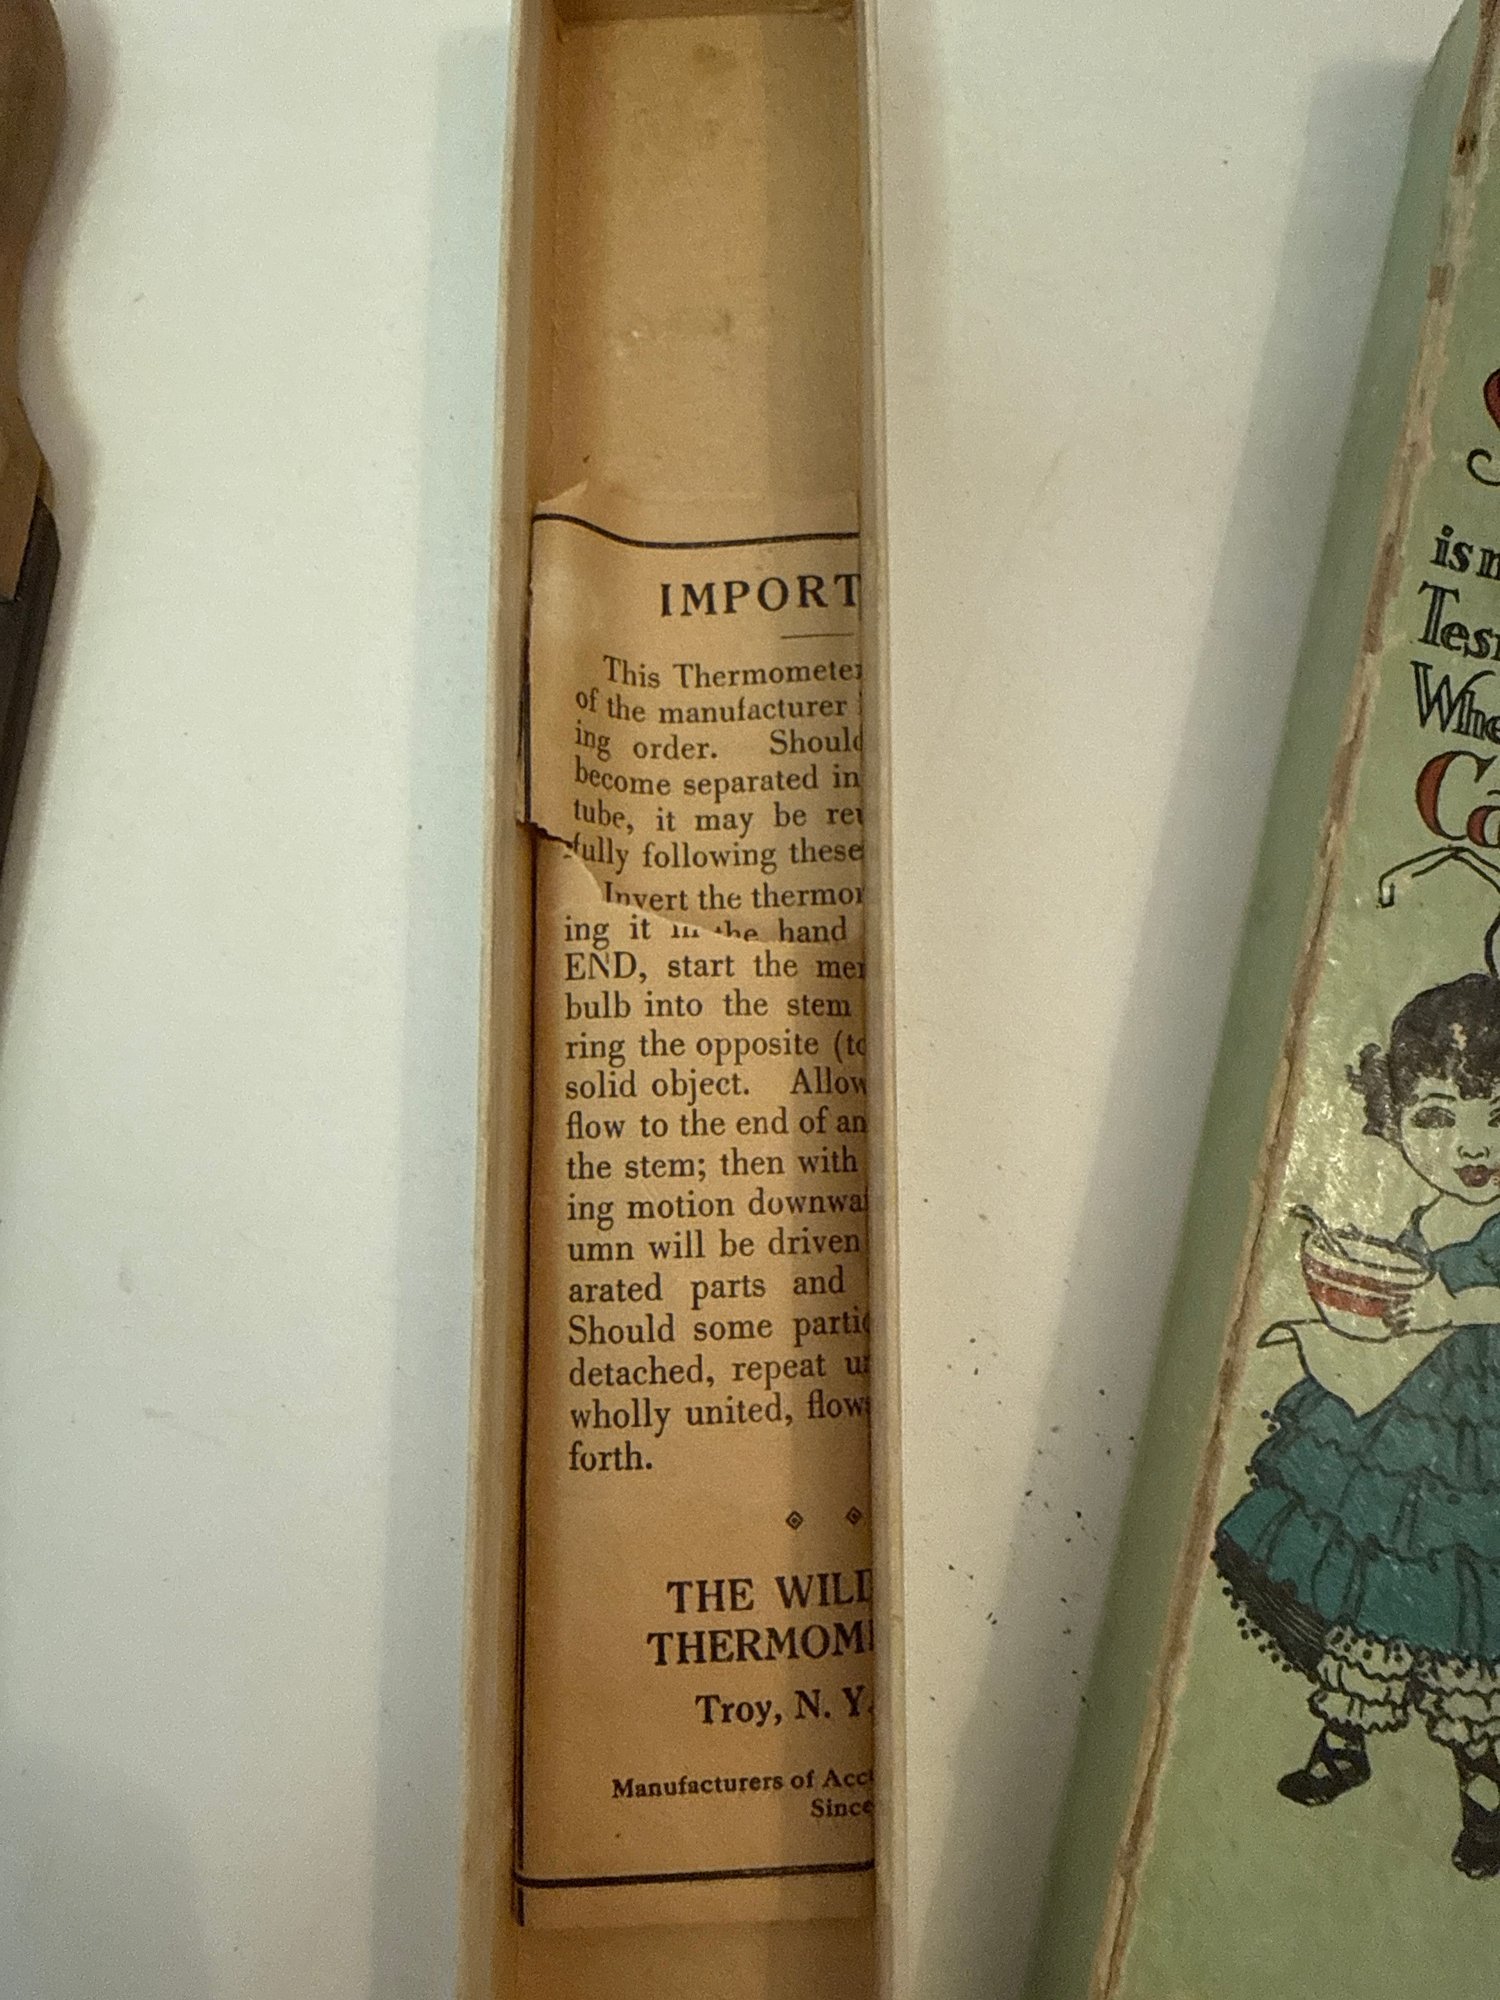 IMPORT
This Thermometer
of the manufacturer
ing order. Should
become separated in
tube, it may be re
fully following these
Invert the thermo
ing it in the hand
END, start the mer
bulb into the stem
ring the opposite (to
solid object. Allow
flow to the end of an
the stem; then with
ing motion downwa
umn will be driven
arated parts and
Should some parti
detached, repeat u
wholly united, flow
forth.
THE WILD
THERMOM
Troy, N. Y.
Manufacturers of Acc
Since
is
Tes
Whe
Ca